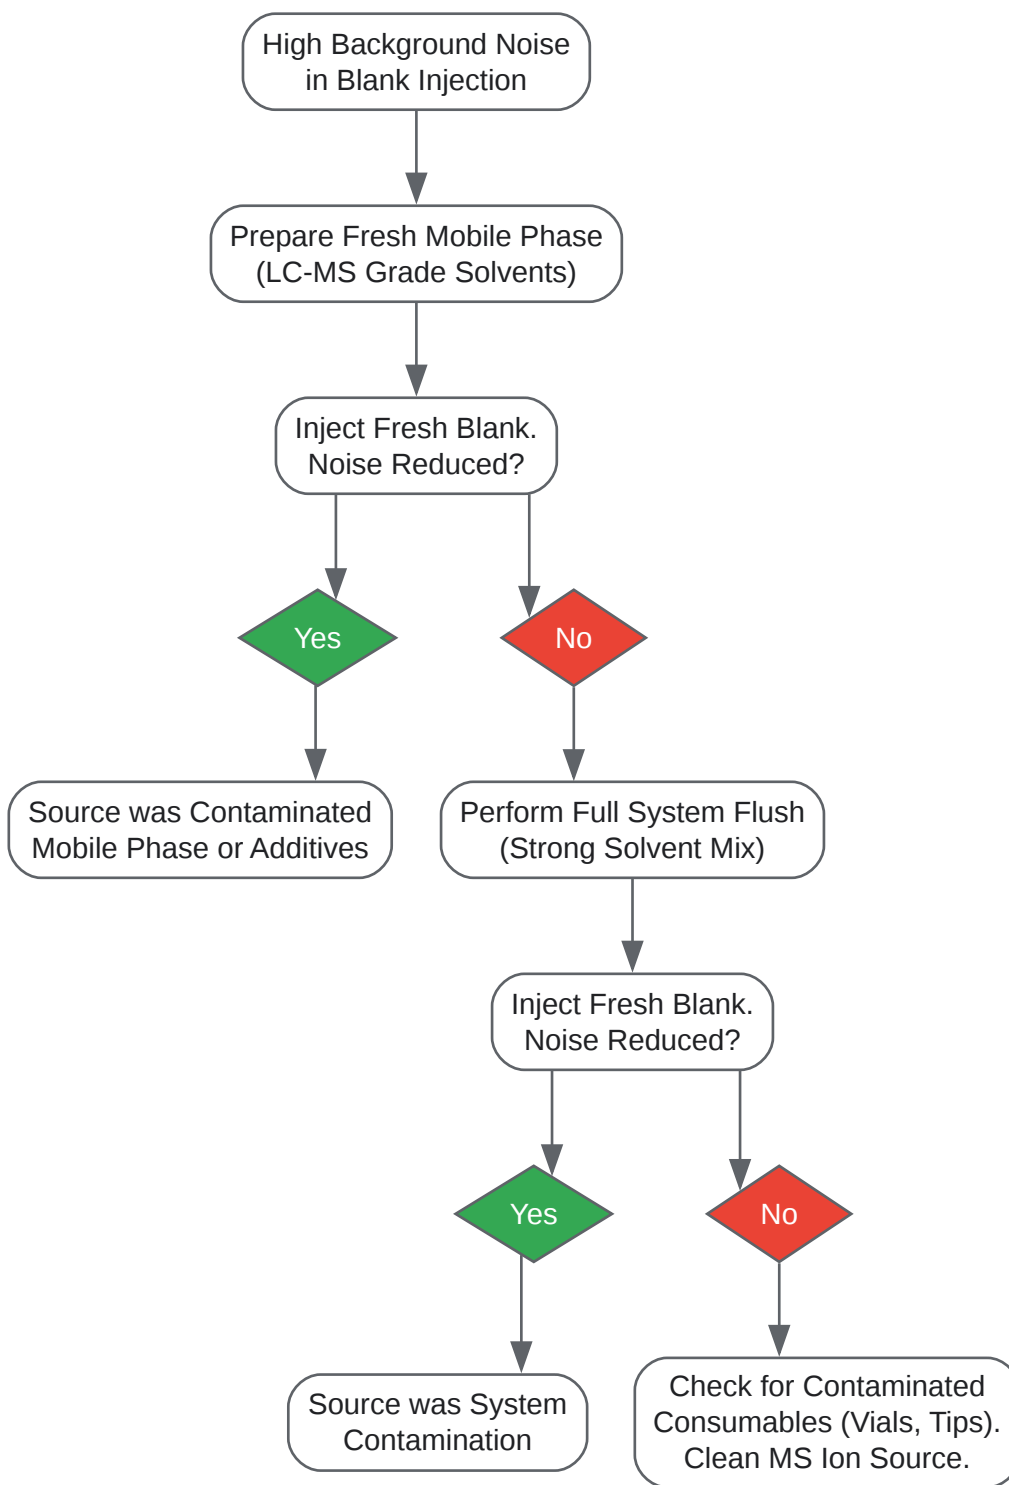 High Background Noise
in Blank Injection
Prepare Fresh Mobile Phase
(LC-MS Grade Solvents)
Inject Fresh Blank.
Noise Reduced?
Yes
No
Source was Contaminated
Mobile Phase or Additives
Perform Full System Flush
(Strong Solvent Mix)
Inject Fresh Blank.
Noise Reduced?
Yes
No
Source was System
Contamination
Check for Contaminated
Consumables (Vials, Tips).
Clean MS Ion Source.